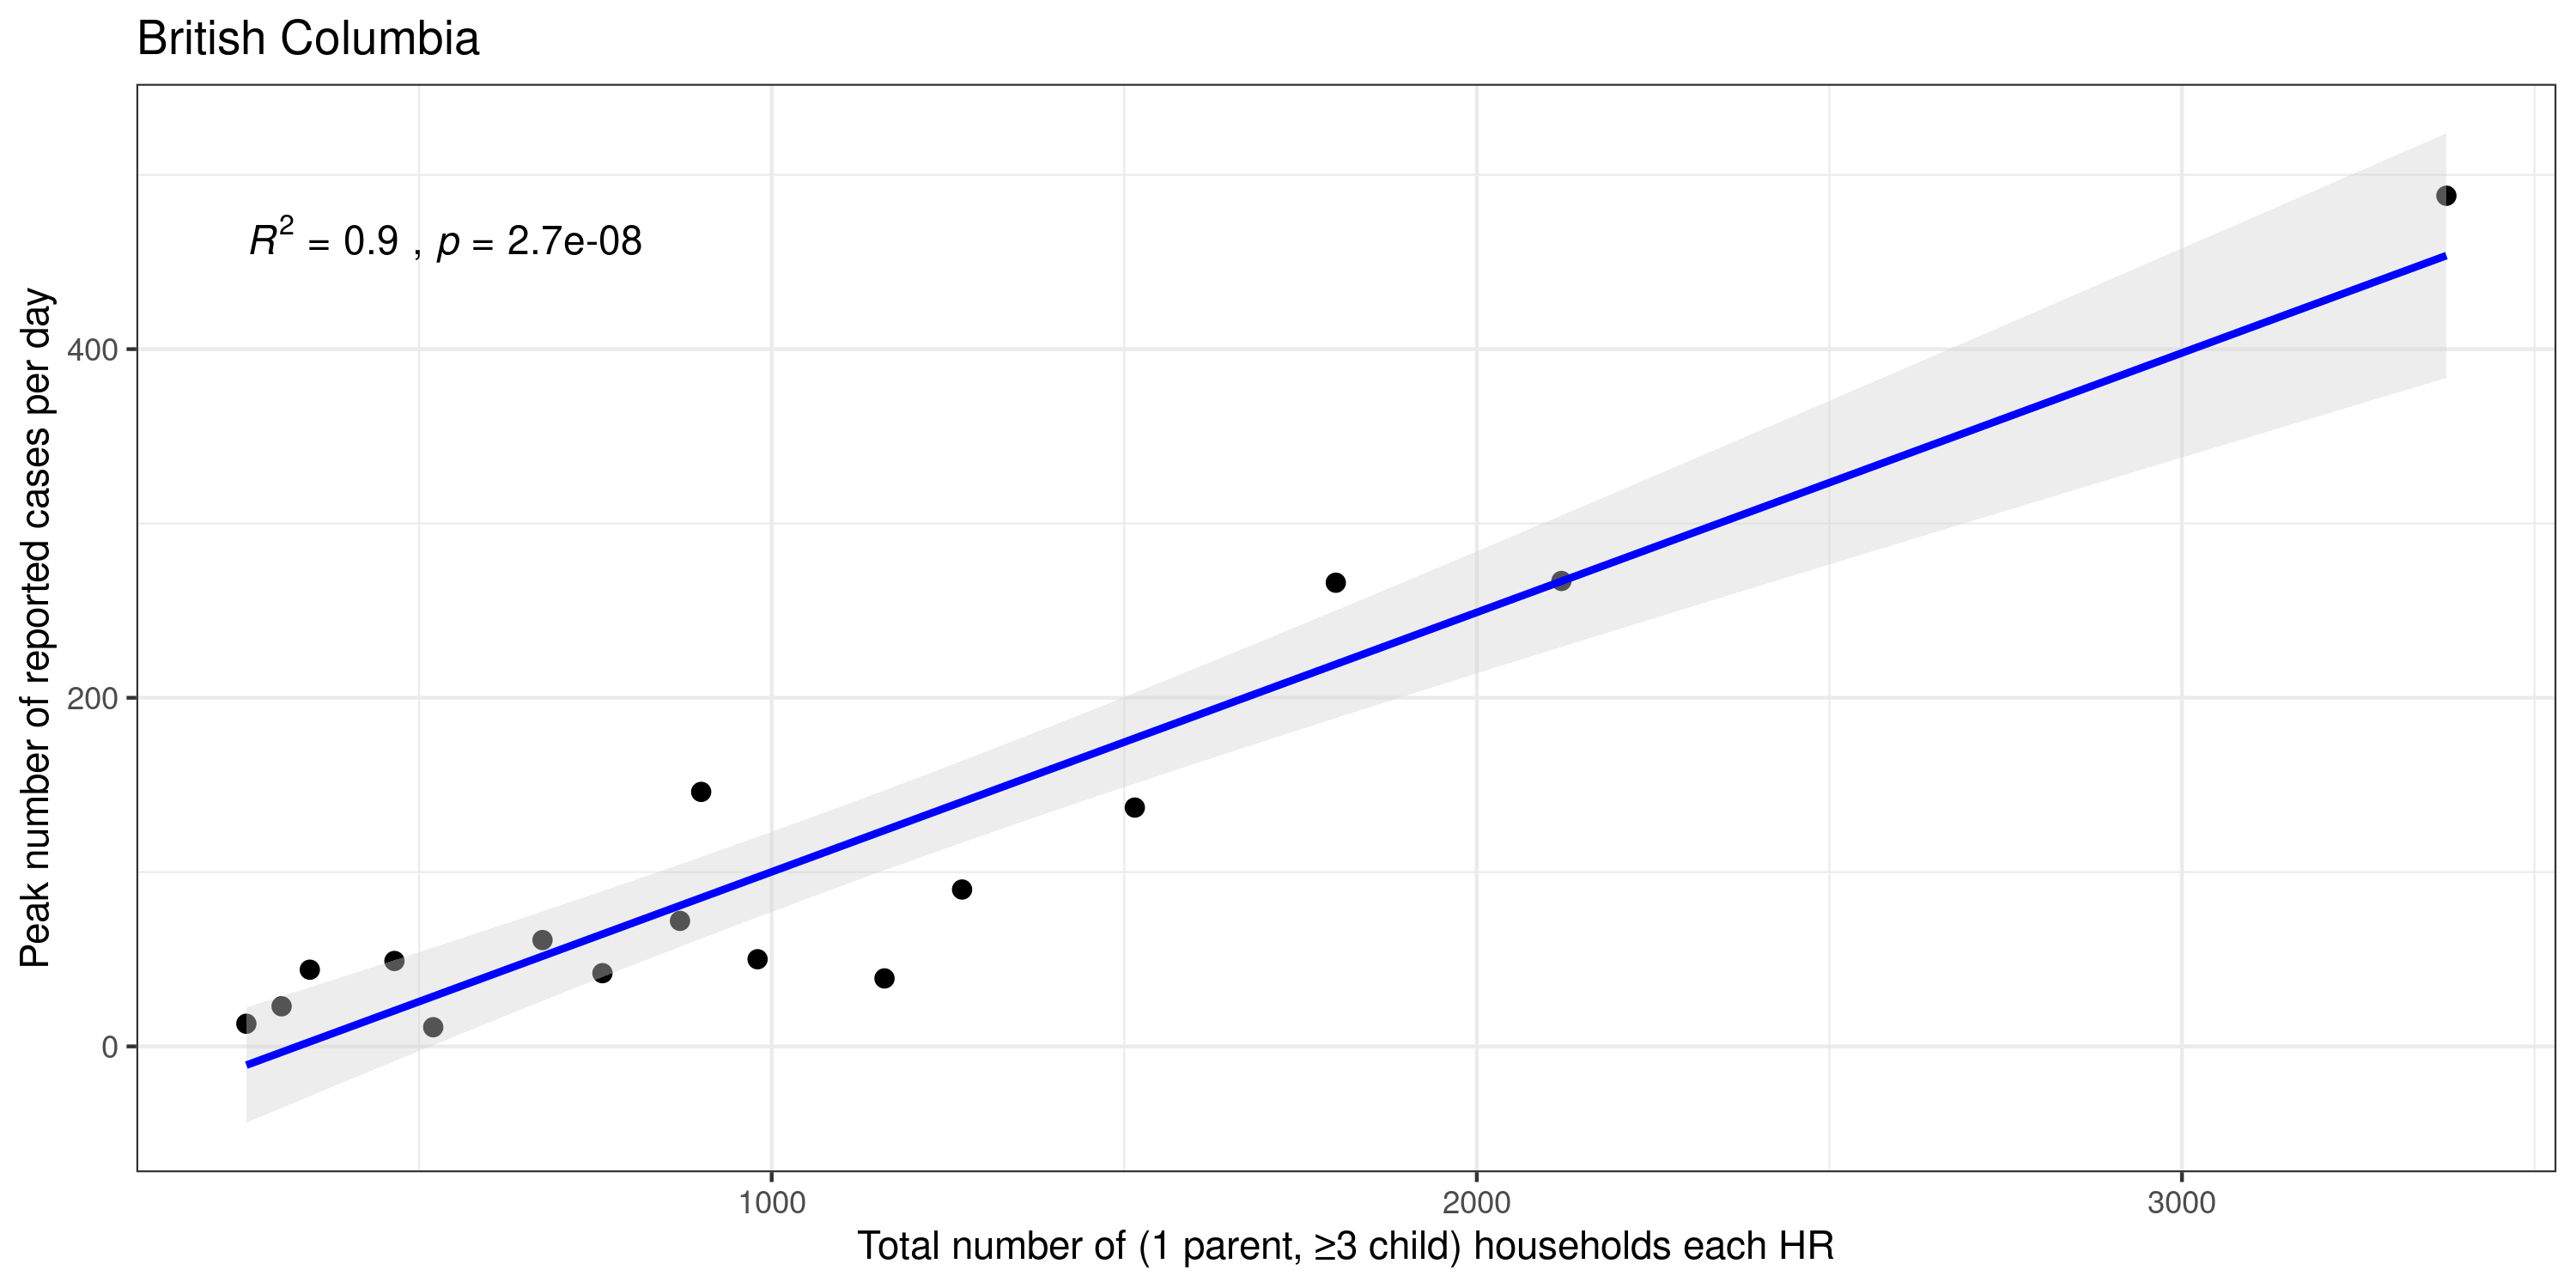 British Columbia
R² = 0.9 , p = 2.7e-08
Peak number of reported cases per day
400
200
0
1000 2000 3000
Total number of (1 parent, ≥3 child) households each HR